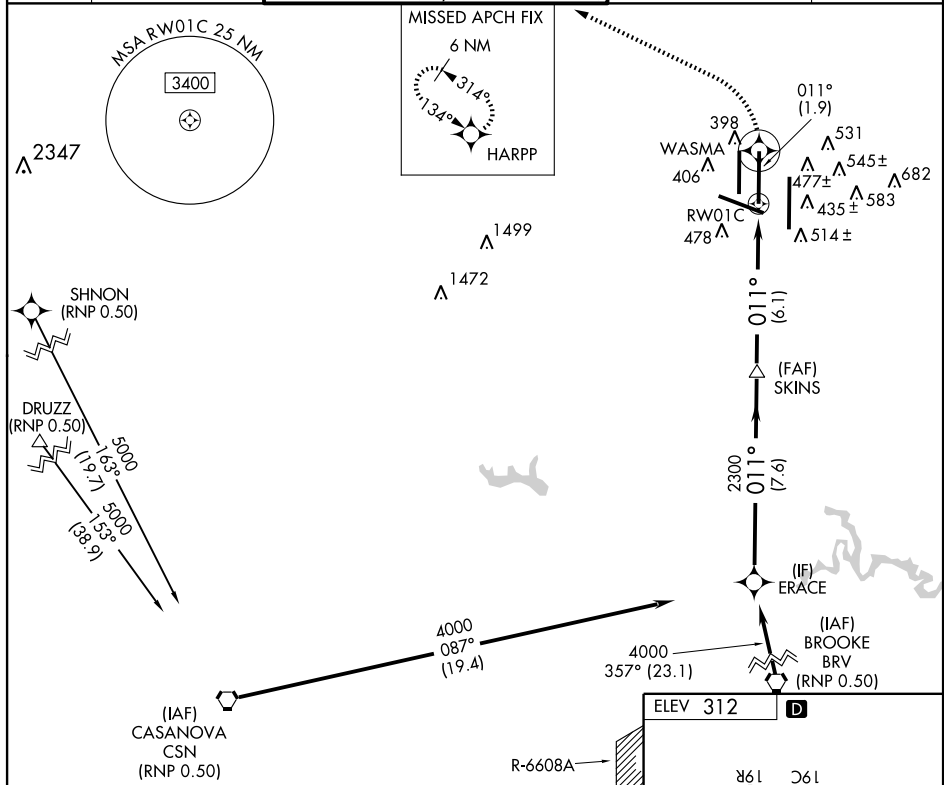 MSA RW01C 25 NM
3400
MISSED APCH FIX
6 NM
314°
134°
HARPP
2347
011°
(1.9)
398
WASMA
406
531
545±
477±
682
583
435±
RW01C
478
514±
1499
1472
SHNON
(RNP 0.50)
011°
(6.1)
(FAF)
SKINS
DRUZZ
(RNP 0.50)
5000
163°
(19.7)
5000
153°
(38.9)
2300
011°
(7.6)
(IF)
ERACE
4000
087°
(19.4)
4000
357° (23.1)
(IAF)
BROOKE
BRV
(RNP 0.50)
(IAF)
CASANOVA
CSN
(RNP 0.50)
ELEV 312
D
R-6608A
19R
19C